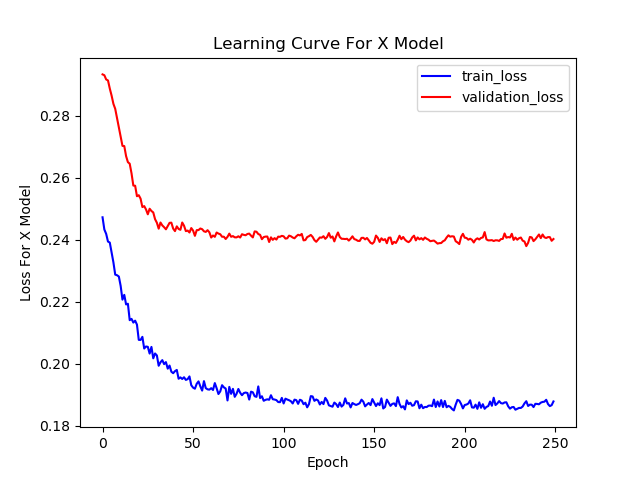 Learning Curve For X Model
train_loss
validation_loss
0.28
0.26
0.24
0.22
0.20
0.18
Loss For X Model
0 50 100 150 200 250
Epoch